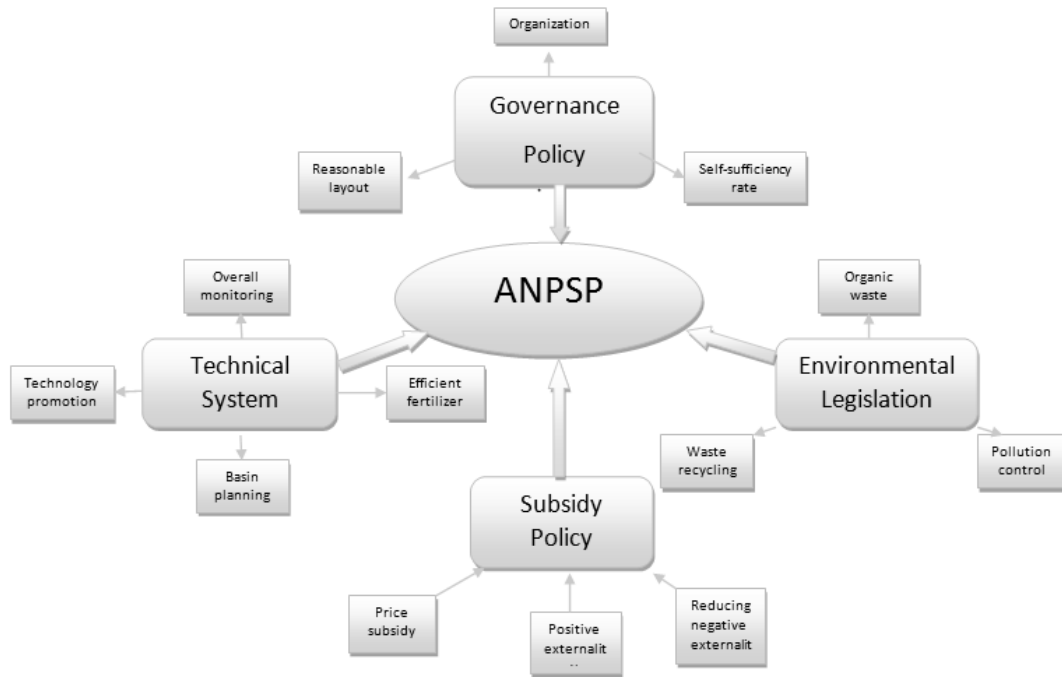 Organization
Governance
Policy
Reasonable
layout
Self-sufficiency
rate
ANPSP
Overall
monitoring
Organic
waste
Technical
System
Environmental
Legislation
Technology
promotion
Efficient
fertilizer
Waste
recycling
Pollution
control
Basin
planning
Subsidy
Policy
Price
subsidy
Positive
externalit
Reducing
negative
externalit